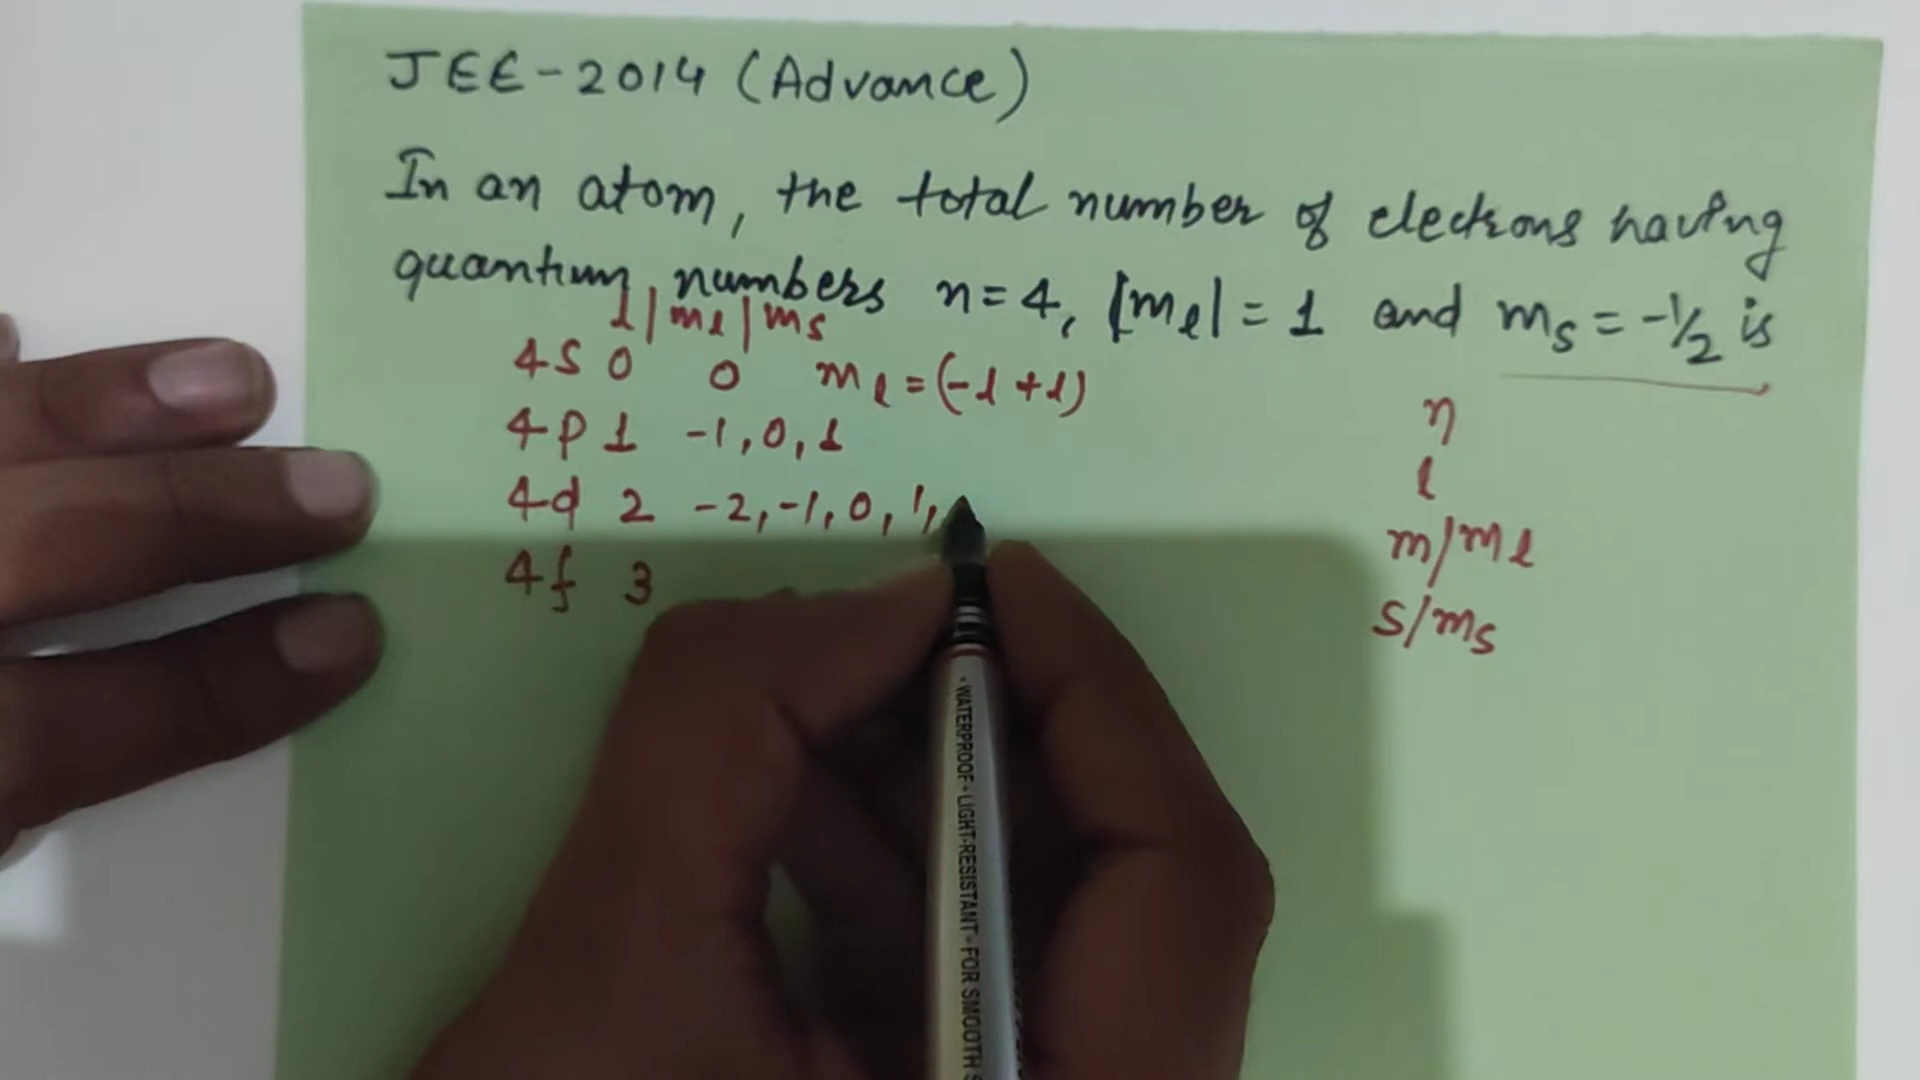 JEE-2014 (Advance)
In an atom, the total number of electrons having
quantum numbers n=4, |ml|=1 and ms=-1/2 is
l|ml|ms
4s 0 0 ml=(-l +l)
4p 1 -1,0,1
4d 2 -2,-1,0,1,
4f 3
n
l
m/ml
s/ms
• WATERPROOF • LIGHT-RESISTANT • FOR SMOOTH S